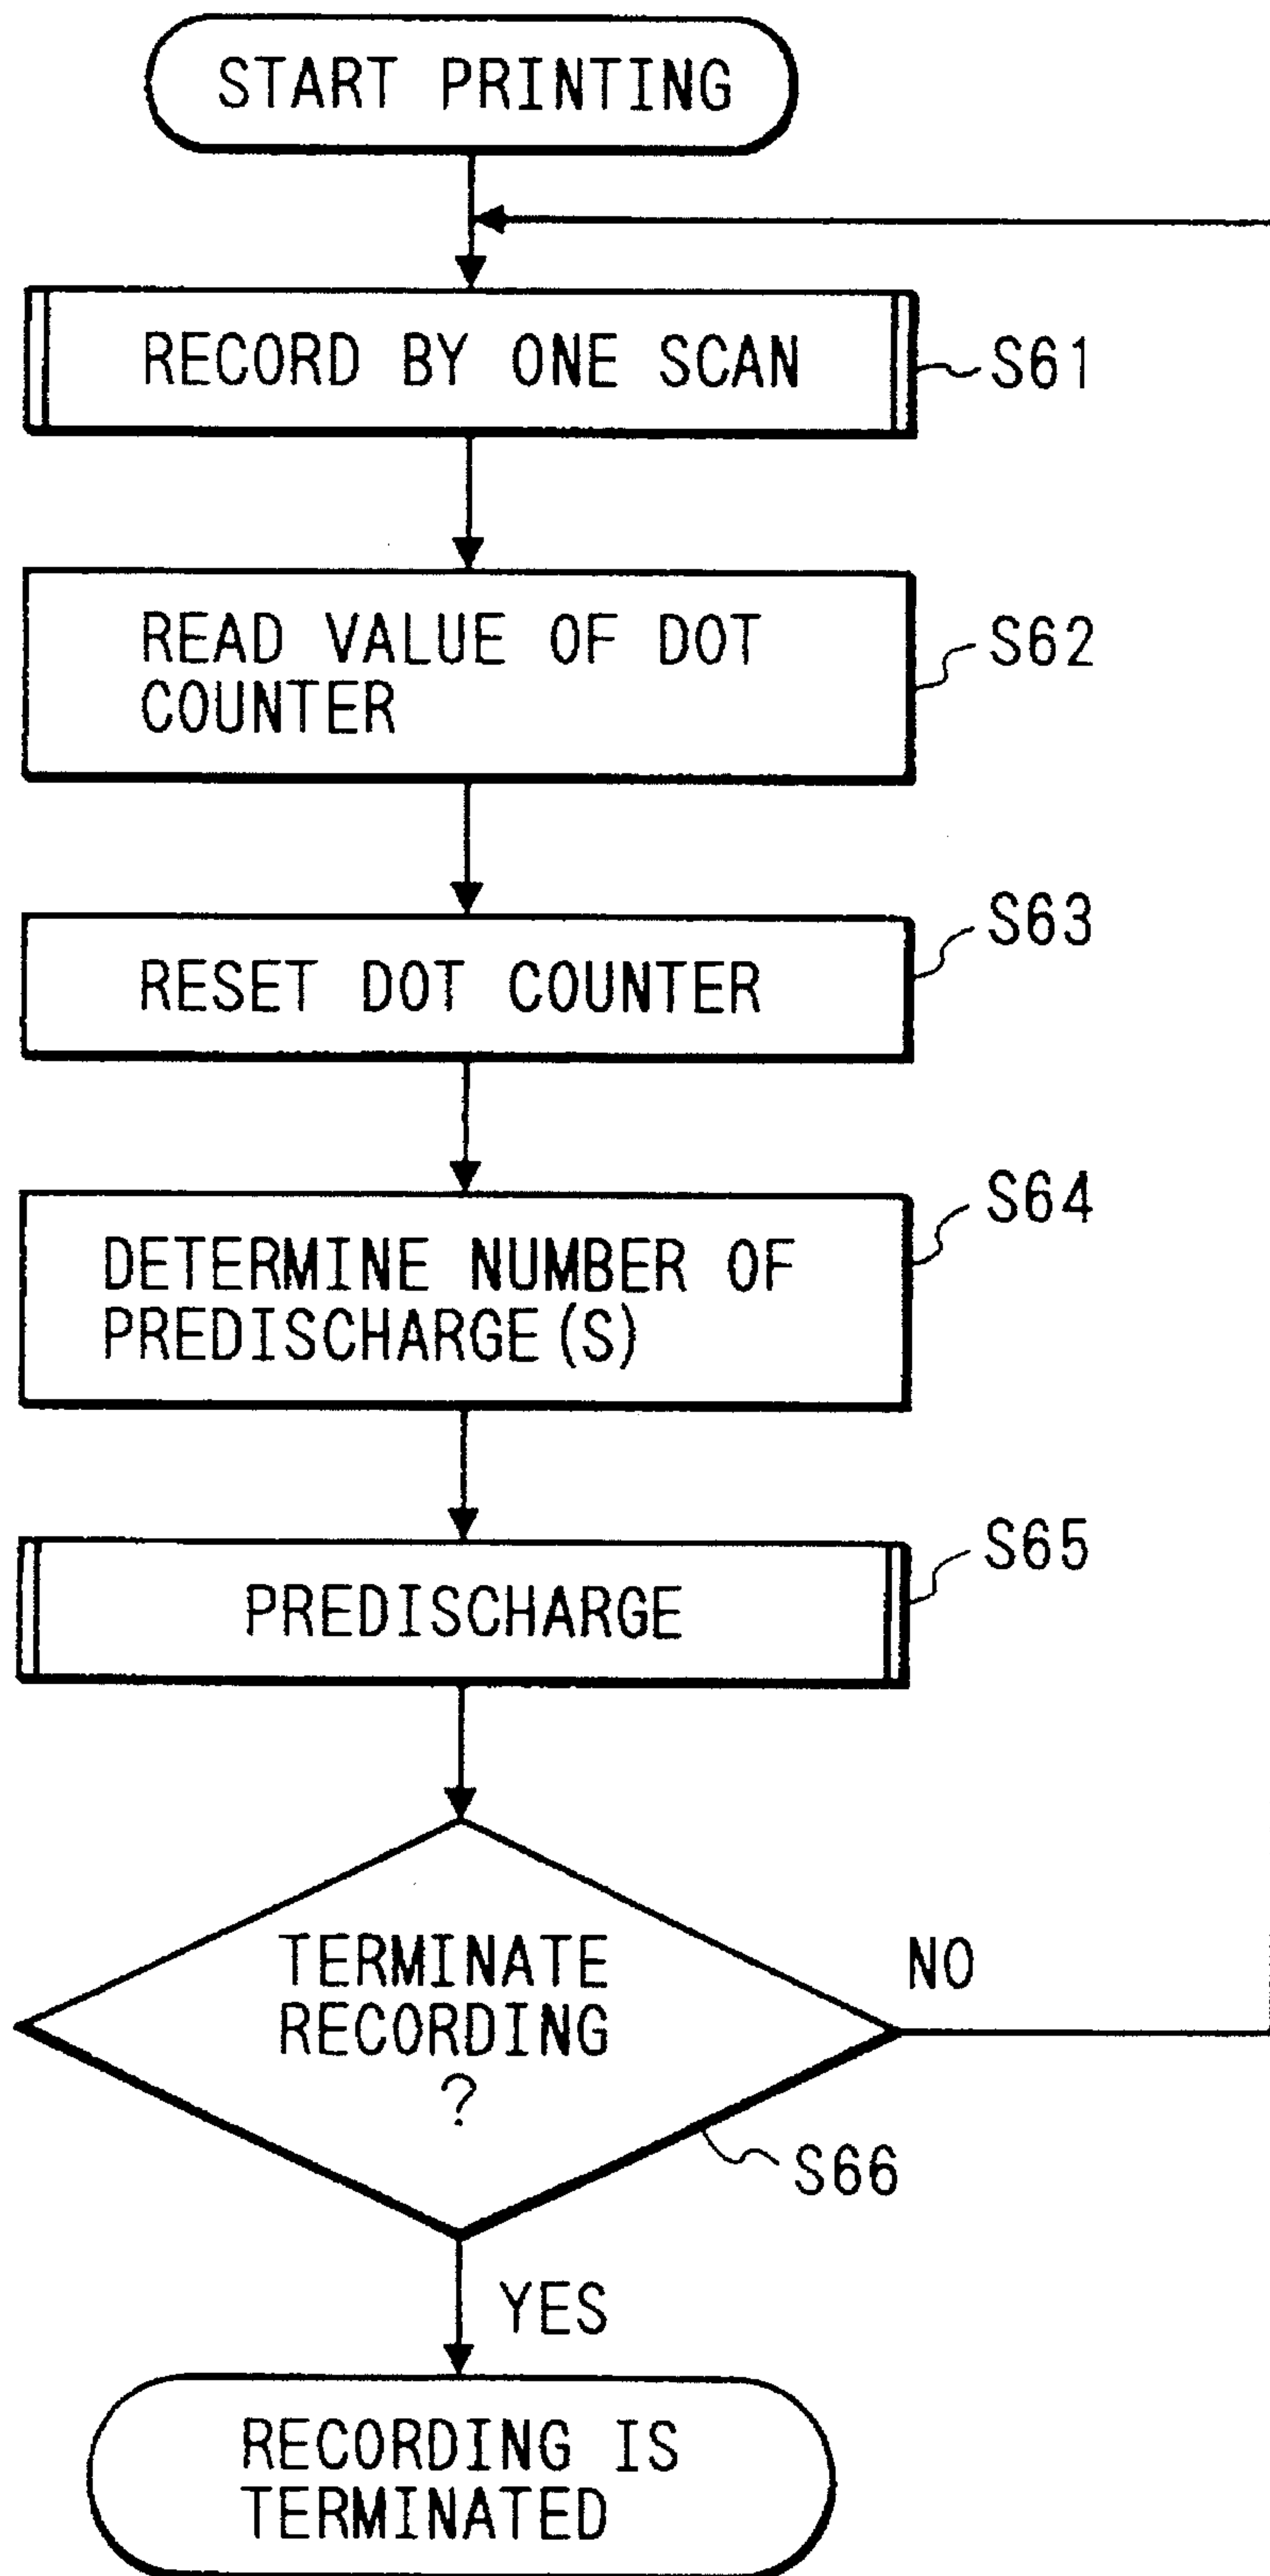 START PRINTING
RECORD BY ONE SCAN
S61
READ VALUE OF DOT
COUNTER
S62
RESET DOT COUNTER
S63
DETERMINE NUMBER OF
PREDISCHARGE(S)
S64
PREDISCHARGE
S65
TERMINATE
RECORDING
?
NO
S66
YES
RECORDING IS
TERMINATED